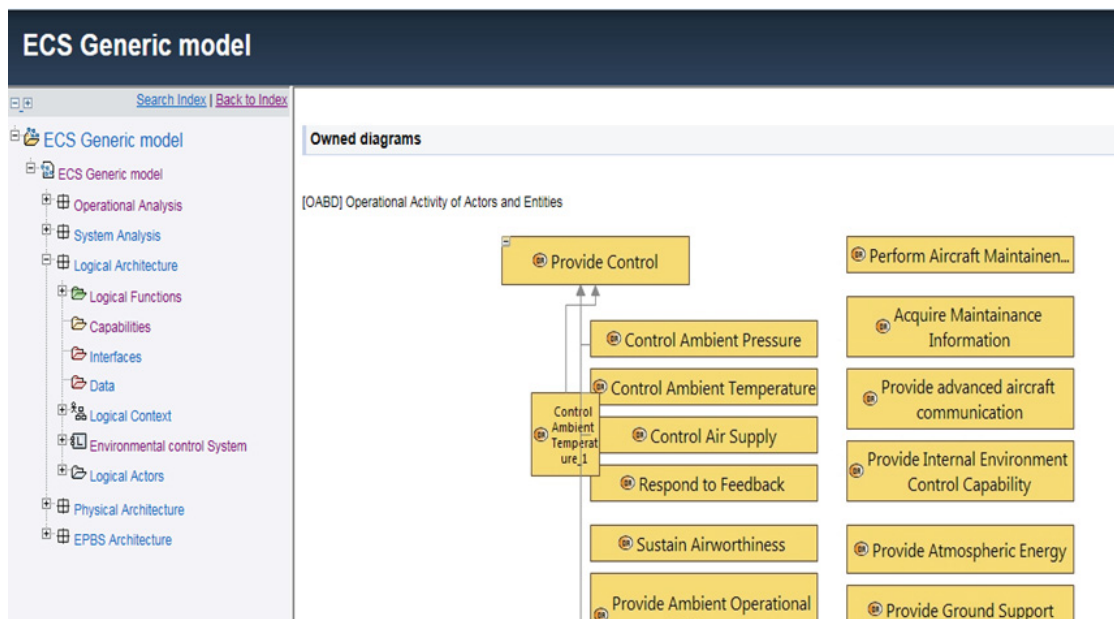 ECS Generic model
Search Index | Back to Index
ECS Generic model
ECS Generic model
Operational Analysis
System Analysis
Logical Architecture
Logical Functions
Capabilities
Interfaces
Data
Logical Context
Environmental control System
Logical Actors
Physical Architecture
EPBS Architecture
Owned diagrams
[OABD] Operational Activity of Actors and Entities
Provide Control
Control Ambient Pressure
Control Ambient Temperature
Control
Ambient
Temperat
ure_1
Control Air Supply
Respond to Feedback
Sustain Airworthiness
Provide Ambient Operational
Perform Aircraft Maintainen...
Acquire Maintainance
Information
Provide advanced aircraft
communication
Provide Internal Environment
Control Capability
Provide Atmospheric Energy
Provide Ground Support